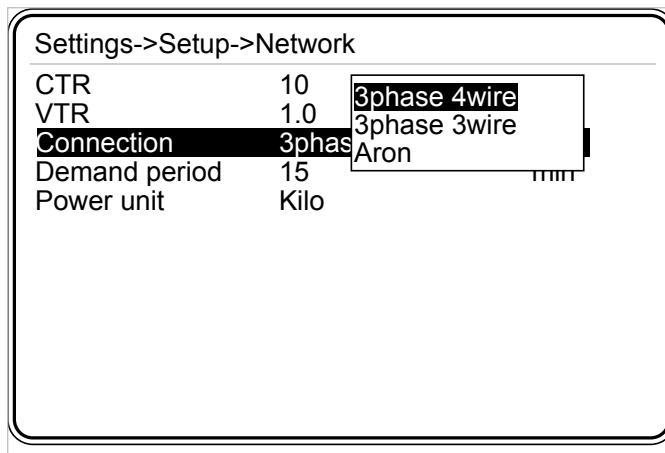 Settings->Setup->Network
CTR 10
VTR 1.0
Connection 3phas
3phase 4wire
3phase 3wire
Aron
Demand period 15 min
Power unit Kilo